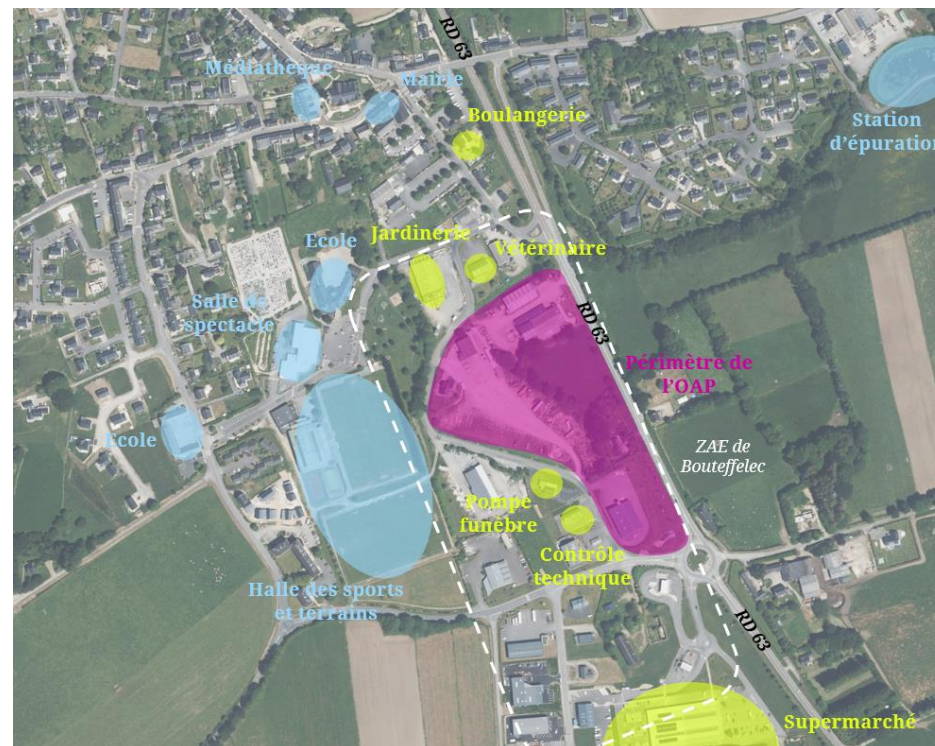 RD 63
Médiathèque
Mairie
Boulangerie
Station
d'épuration
Jardinerie
Ecole
Vétérinaire
Salle de
spectacle
RD 63
Périmètre de
l'OAP
Ecole
ZAE de
Bouteffelec
Pompe
funèbre
Contrôle
technique
Halle des sports
et terrains
RD 63
Supermarché